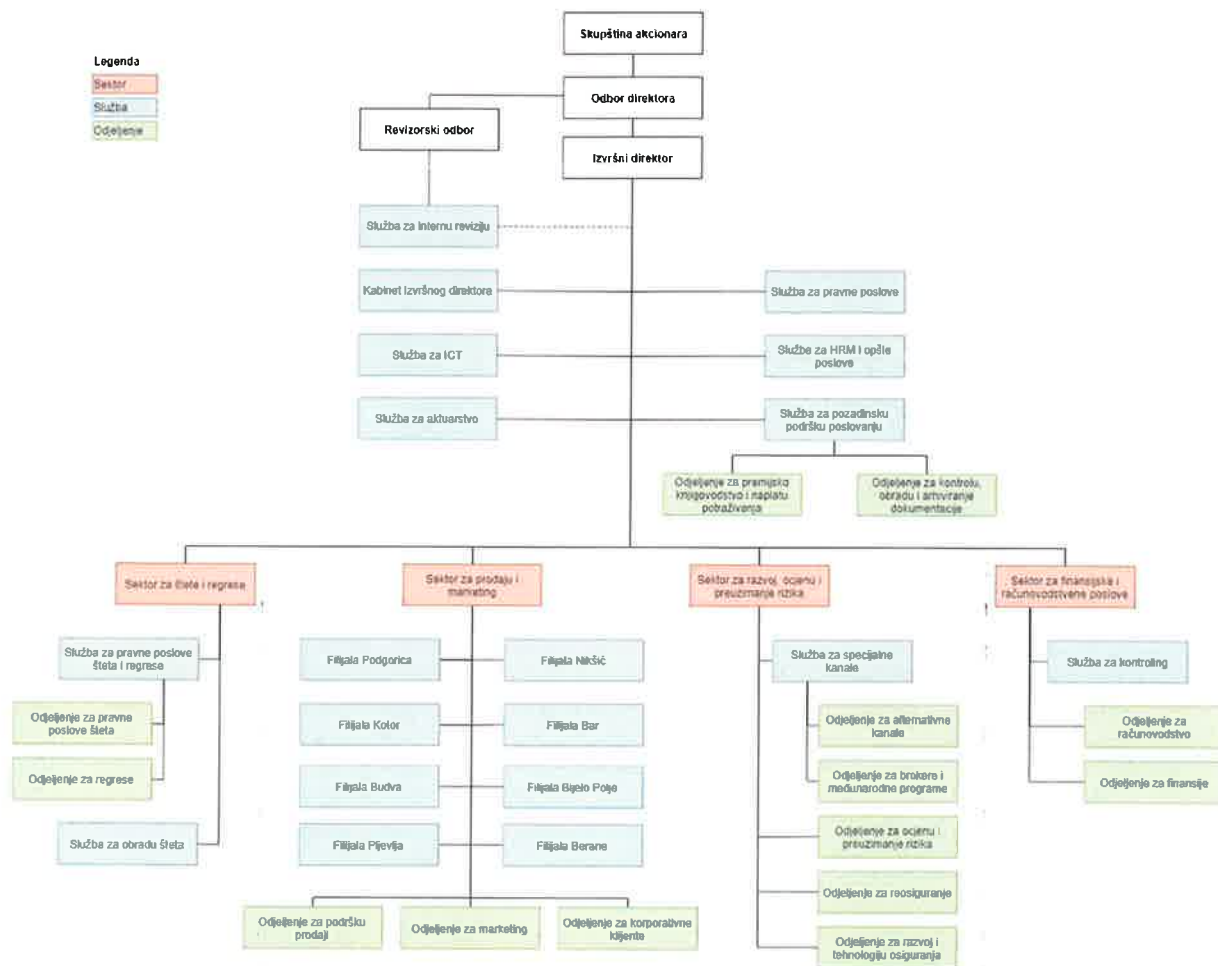 Skupština akcionara
Legenda
Sektor
Služba
Odjeljenje
Odbor direktora
Revizorski odbor
Izvršni direktor
Služba za internu reviziju
Kabinet izvršnog direktora
Služba za pravne poslove
Služba za ICT
Služba za HRM i opšte
poslove
Služba za aktuarstvo
Služba za pozadinsku
podršku poslovanju
Odjeljenje za premijsko
knjigovodstvo i naplatu
potraživanja
Odjeljenje za kontrolu,
obradu i arhiviranje
dokumentacije
Sektor za štete i regrese
Sektor za prodaju i
marketing
Sektor za razvoj, ocjenu i
preuzimanje rizika
Sektor za finansijske i
računovodstvene poslove
Služba za pravne poslove
šteta i regrese
Odjeljenje za pravne
poslove šteta
Odjeljenje za regrese
Služba za obradu šteta
Filijala Podgorica
Filijala Nikšić
Filijala Kotor
Filijala Bar
Filijala Budva
Filijala Bijelo Polje
Filijala Pljevlja
Filijala Berane
Odjeljenje za podršku
prodaji
Odjeljenje za marketing
Odjeljenje za korporativne
klijente
Služba za specijalne
kanale
Odjeljenje za alternativne
kanale
Odjeljenje za brokere i
međunarodne programe
Odjeljenje za ocjenu i
preuzimanje rizika
Odjeljenje za reosiguranje
Odjeljenje za razvoj i
tehnologiju osiguranja
Služba za kontroling
Odjeljenje za
računovodstvo
Odjeljenje za finansije